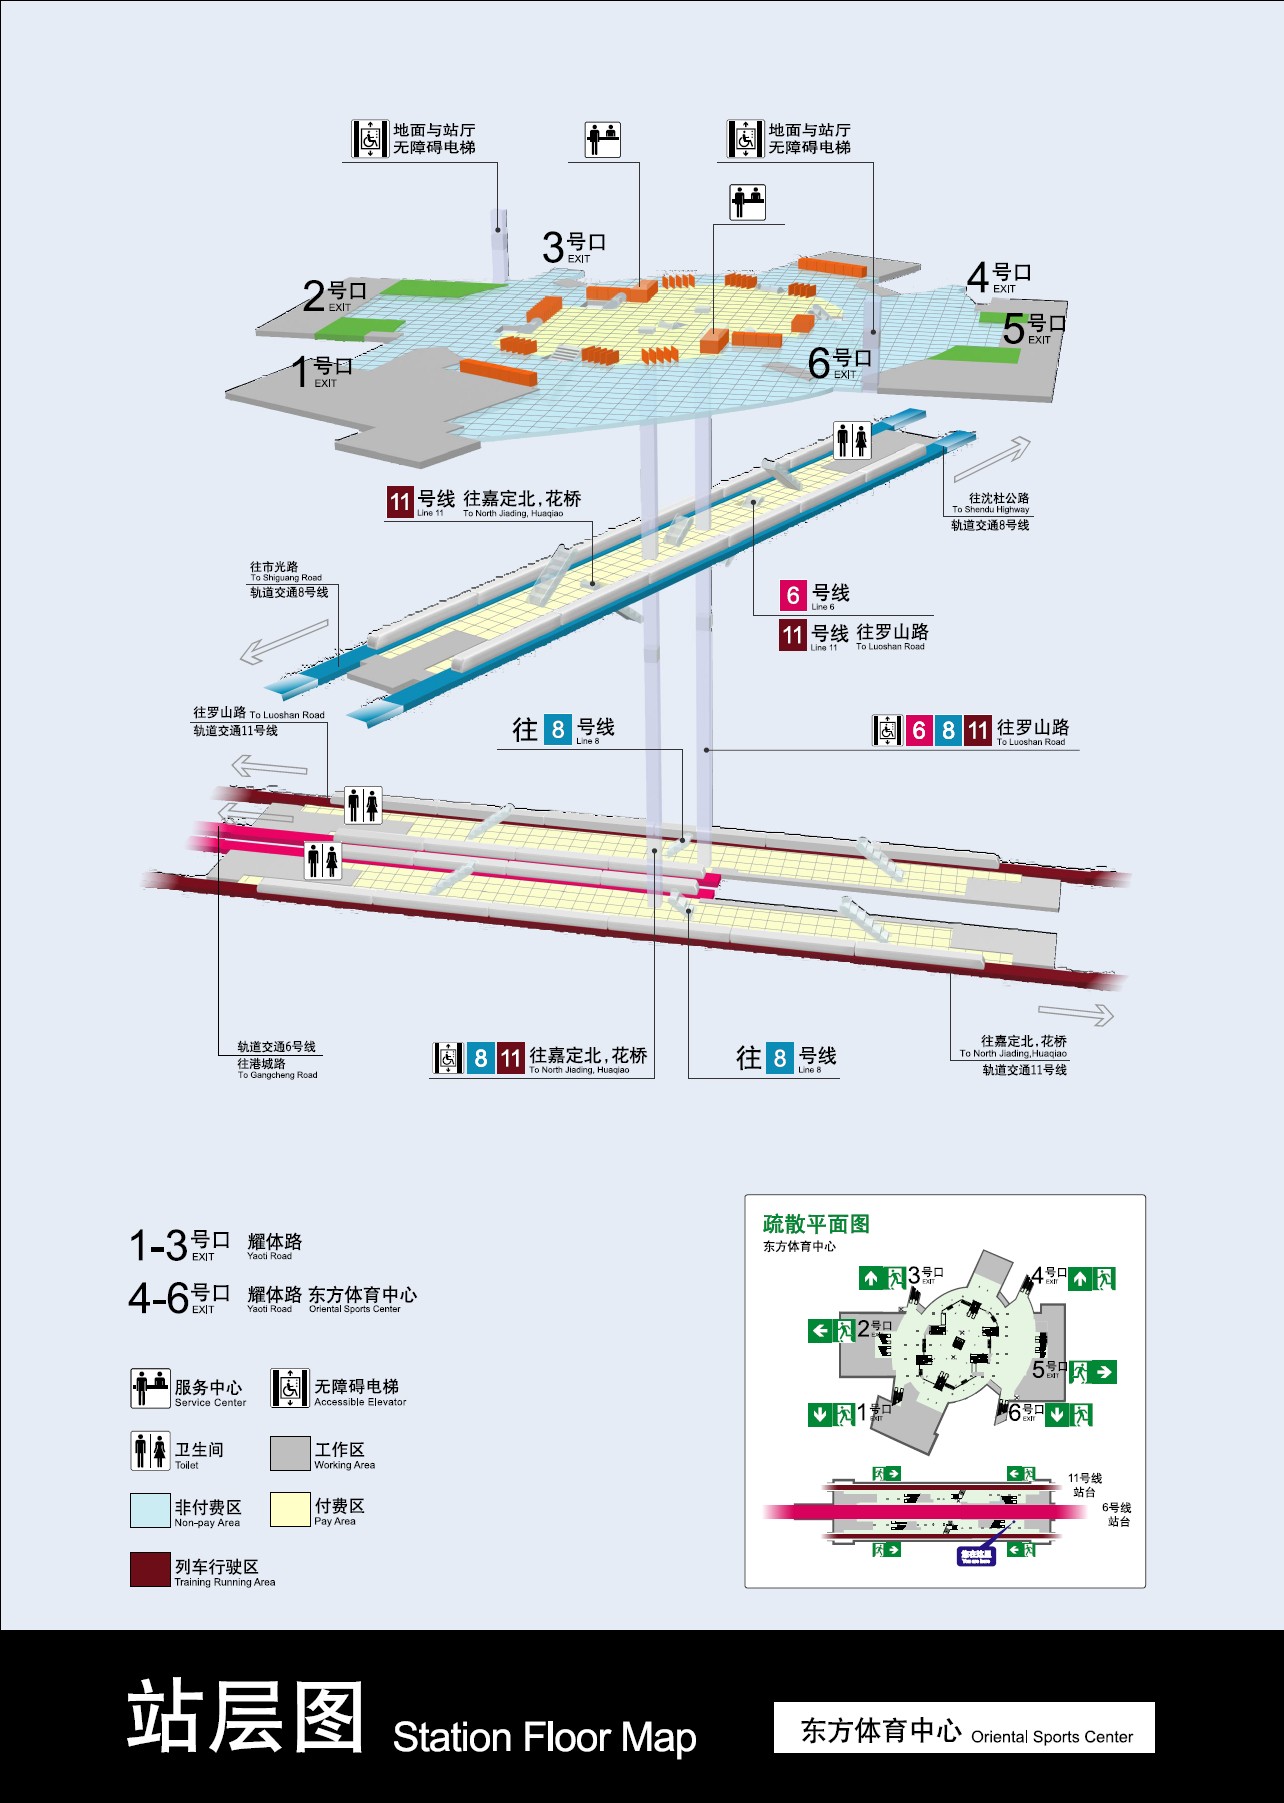 地面与站厅
无障碍电梯
地面与站厅
无障碍电梯
3号口
EXIT
2号口
EXIT
4号口
EXIT
5号口
EXIT
1号口
EXIT
6号口
EXIT
11 号线 往嘉定北,花桥
Line 11 To North Jiading, Huaqiao
往沈杜公路
To Shendu Highway
轨道交通8号线
往市光路
To Shiguang Road
轨道交通8号线
6 号线
Line 6
11 号线 往罗山路
Line 11 To Luoshan Road
往罗山路 To Luoshan Road
轨道交通11号线
往 8 号线
Line 8
6 8 11 往罗山路
To Luoshan Road
轨道交通6号线
往港城路
To Gangcheng Road
8 11 往嘉定北,花桥
To North Jiading, Huaqiao
往 8 号线
Line 8
往嘉定北,花桥
To North Jiading,Huaqiao
轨道交通11号线
1-3号口 耀体路
EXIT Yaoti Road
4-6号口 耀体路 东方体育中心
EXIT Yaoti Road Oriental Sports Center
服务中心
Service Center
无障碍电梯
Accessible Elevator
卫生间
Toilet
工作区
Working Area
非付费区
Non-pay Area
付费区
Pay Area
列车行驶区
Training Running Area
疏散平面图
东方体育中心
3号口
EXIT
4号口
EXIT
2号口
5号口
EXIT
1号口
EXIT
6号口
EXIT
11号线
站台
6号线
站台
站层图 Station Floor Map
东方体育中心 Oriental Sports Center